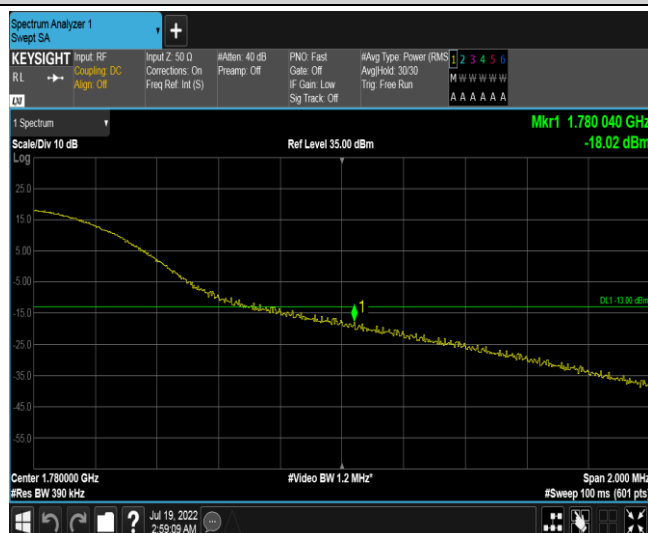 Spectrum Analyzer 1
Swept SA
KEYSIGHT
RL
LXI
Input: RF
Coupling: DC
Align: Off
Input Z: 50 Ω
Corrections: On
Freq Ref: Int (S)
#Atten: 40 dB
Preamp: Off
PNO: Fast
Gate: Off
IF Gain: Low
Sig Track: Off
#Avg Type: Power (RMS
Avg|Hold: 30/30
Trig: Free Run
1 2 3 4 5 6
M W W W W W
A A A A A A
1 Spectrum
Scale/Div 10 dB
Log
Ref Level 35.00 dBm
Mkr1 1.780 040 GHz
-18.02 dBm
25.0
15.0
5.00
-5.00
-15.0
-25.0
-35.0
-45.0
-55.0
DL1 -13.00 dBm
1
Center 1.780000 GHz
#Res BW 390 kHz
#Video BW 1.2 MHz*
Span 2.000 MHz
#Sweep 100 ms (601 pts)
?
Jul 19, 2022
2:59:09 AM